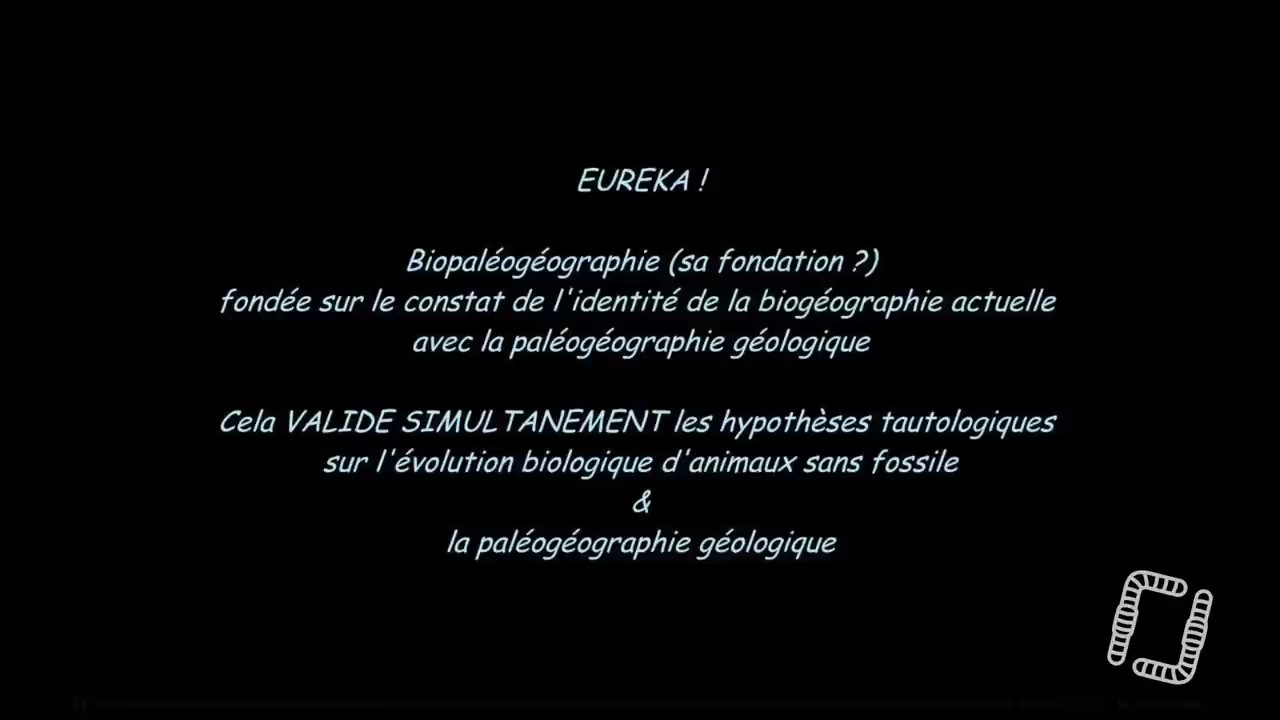 EUREKA !
Biopaléogéographie (sa fondation ?)
fondée sur le constat de l'identité de la biogéographie actuelle
avec la paléogéographie géologique
Cela VALIDE SIMULTANEMENT les hypothèses tautologiques
sur l'évolution biologique d'animaux sans fossile
&
la paléogéographie géologique